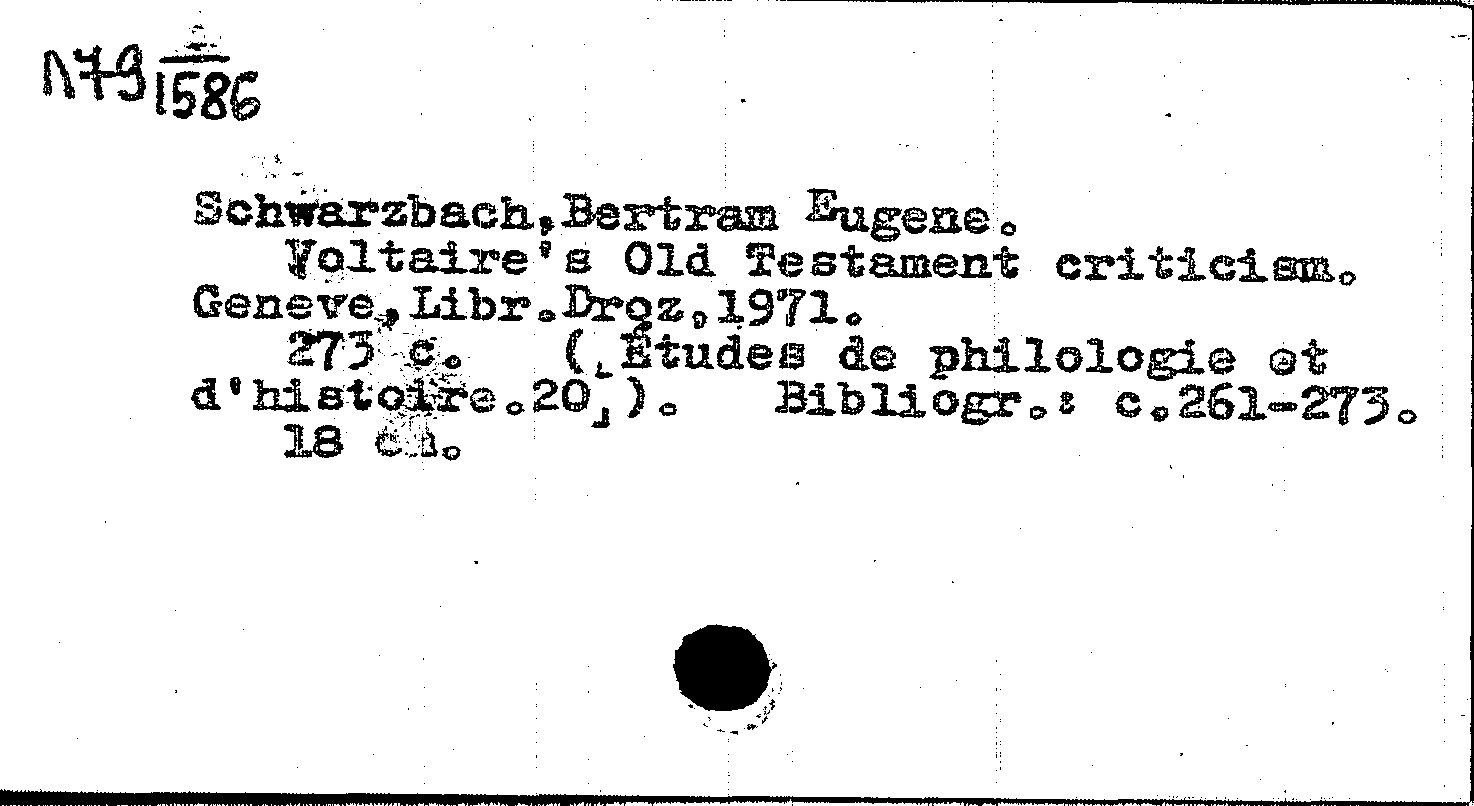 П79
1586
Schwarzbach,Bertram Eugene.
Voltaire's Old Testament criticism.
Geneve,Libr.Droz,1971.
273 c. (˻Études de philologie et
d'histoire.20˼). Bibliogr.: c.261-273.
18 cm.